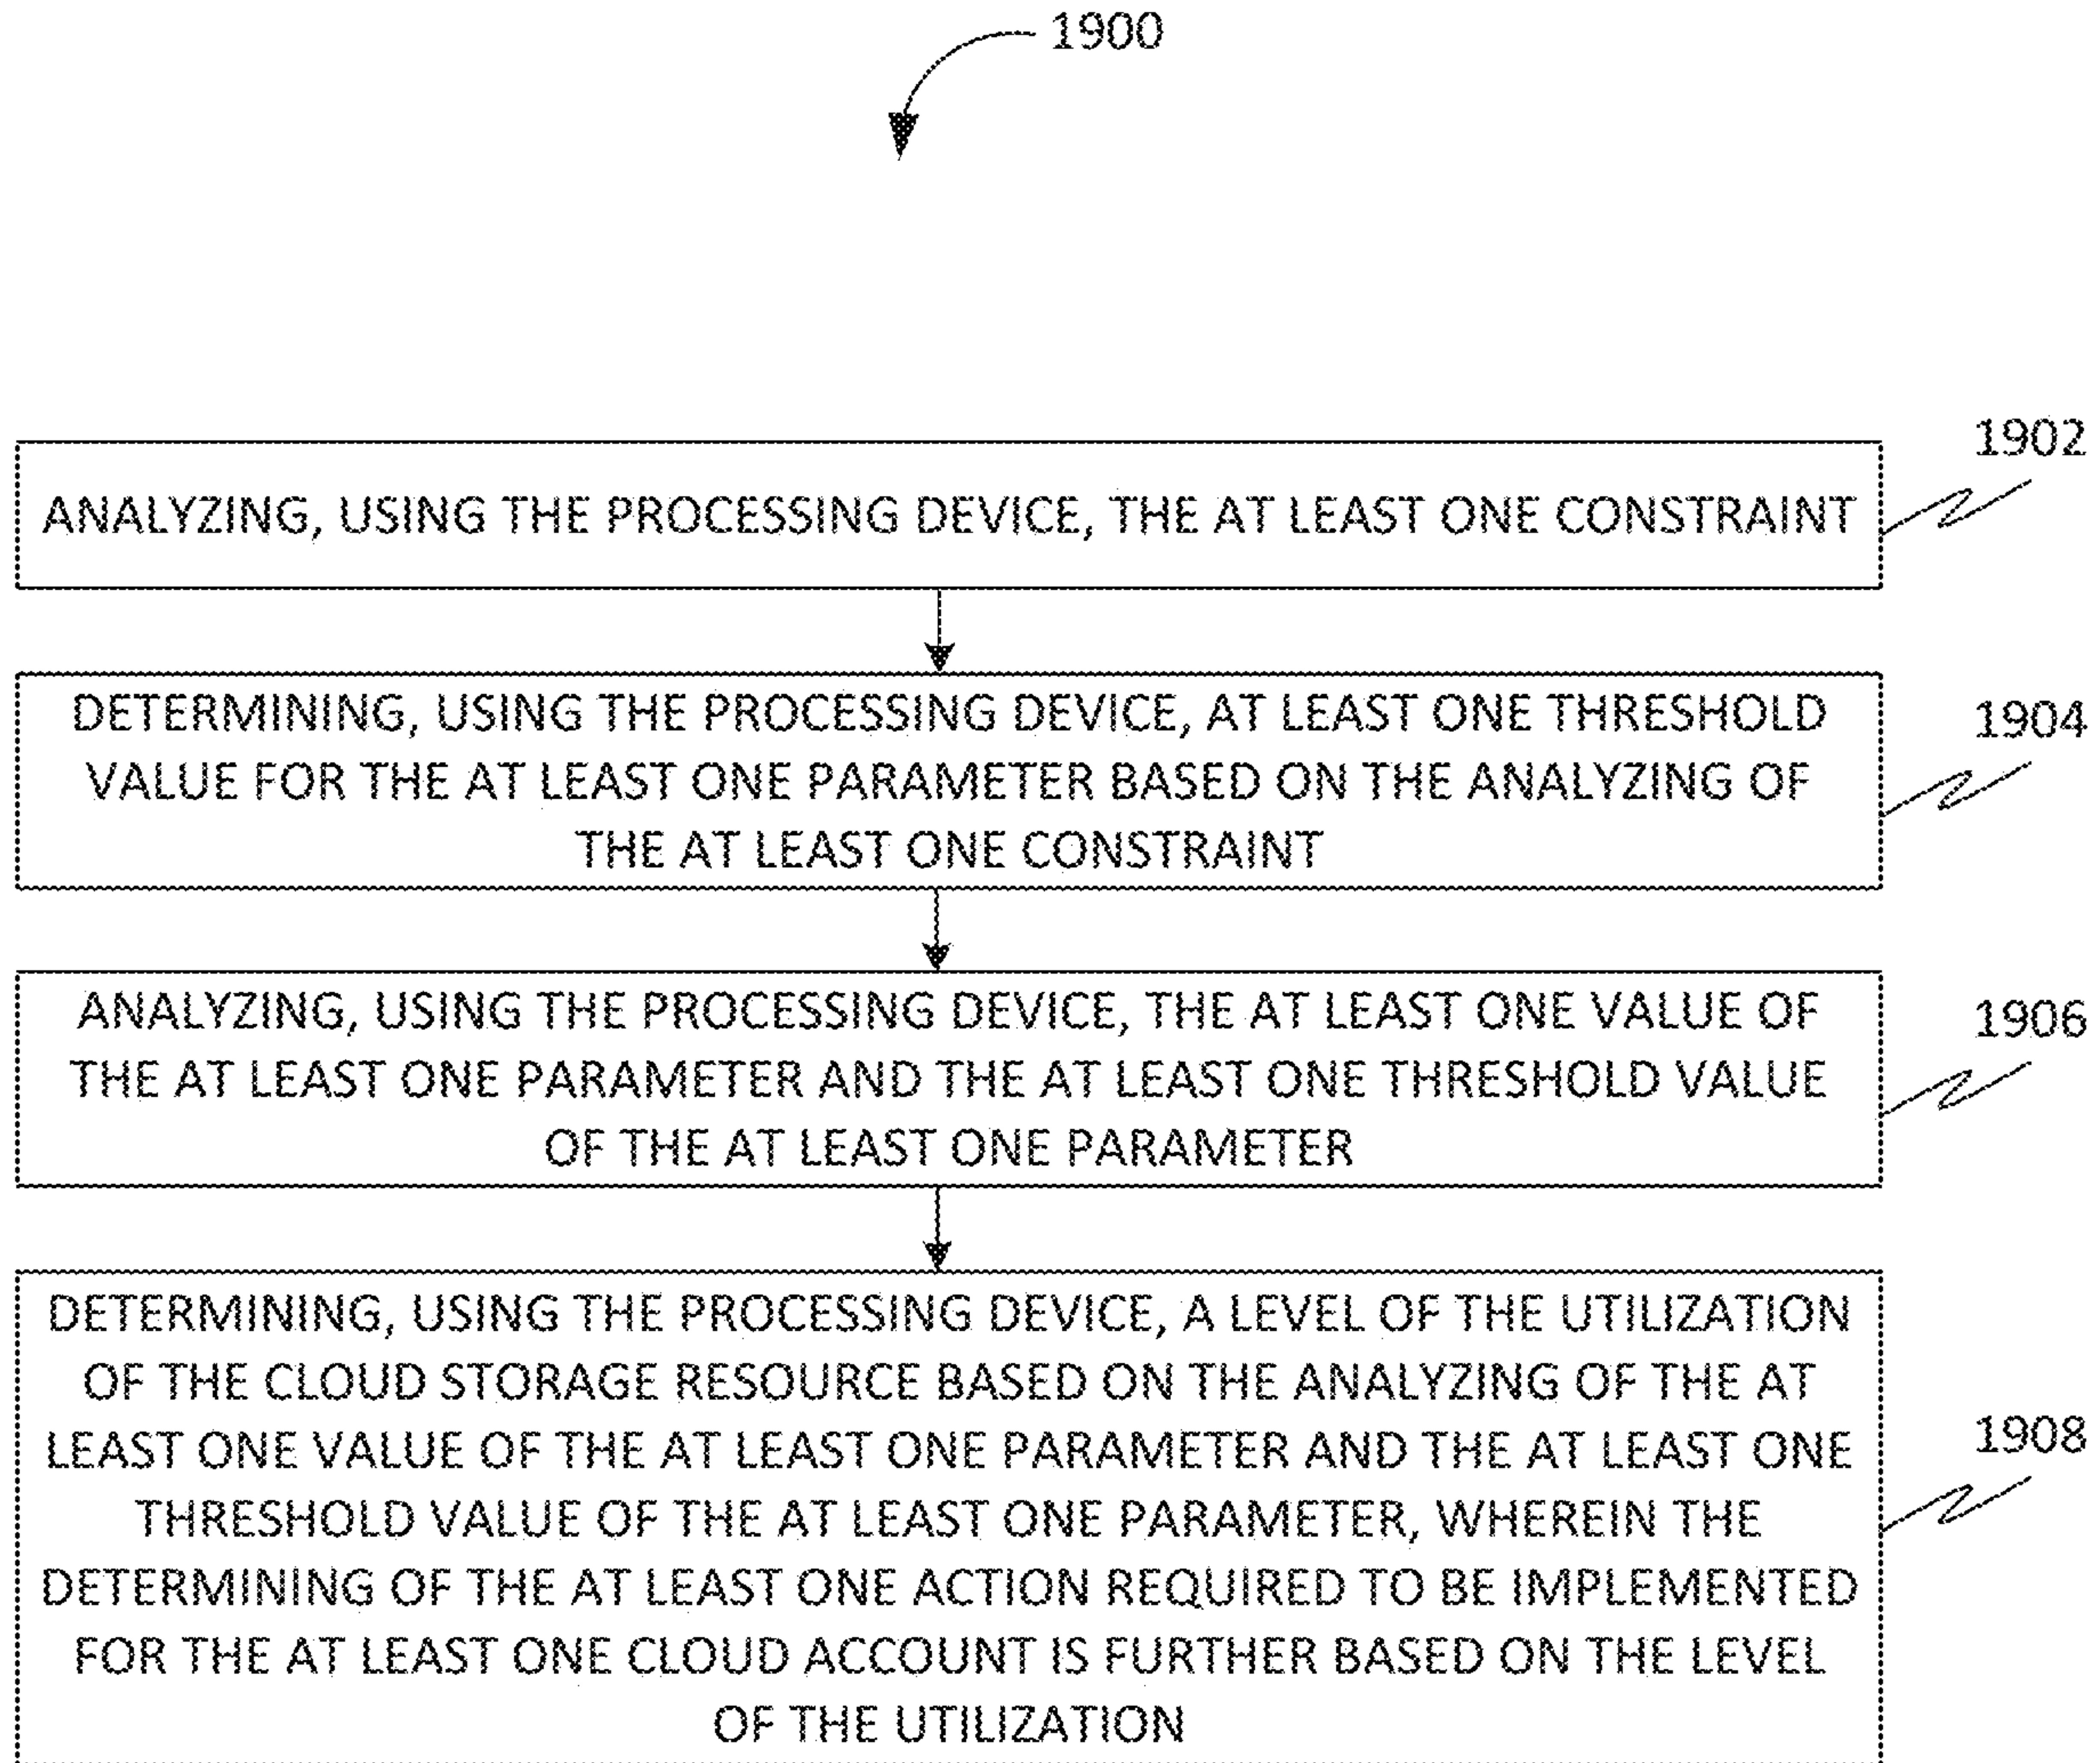 1900
1902
ANALYZING, USING THE PROCESSING DEVICE, THE AT LEAST ONE CONSTRAINT
DETERMINING, USING THE PROCESSING DEVICE, AT LEAST ONE THRESHOLD
VALUE FOR THE AT LEAST ONE PARAMETER BASED ON THE ANALYZING OF
THE AT LEAST ONE CONSTRAINT
1904
ANALYZING, USING THE PROCESSING DEVICE, THE AT LEAST ONE VALUE OF
THE AT LEAST ONE PARAMETER AND THE AT LEAST ONE THRESHOLD VALUE
OF THE AT LEAST ONE PARAMETER
1906
DETERMINING, USING THE PROCESSING DEVICE, A LEVEL OF THE UTILIZATION
OF THE CLOUD STORAGE RESOURCE BASED ON THE ANALYZING OF THE AT
LEAST ONE VALUE OF THE AT LEAST ONE PARAMETER AND THE AT LEAST ONE
THRESHOLD VALUE OF THE AT LEAST ONE PARAMETER, WHEREIN THE
DETERMINING OF THE AT LEAST ONE ACTION REQUIRED TO BE IMPLEMENTED
FOR THE AT LEAST ONE CLOUD ACCOUNT IS FURTHER BASED ON THE LEVEL
OF THE UTILIZATION
1908